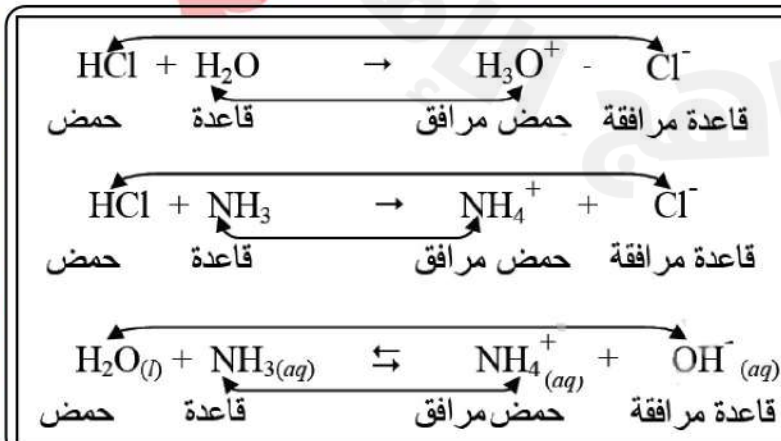 HCl + H₂O → H₃O⁺ - Cl⁻
حمض قاعدة حمض مرافق قاعدة مرافقة
HCl + NH₃ → NH₄⁺ + Cl⁻
حمض قاعدة حمض مرافق قاعدة مرافقة
H₂O(l) + NH₃(aq) ⇆ NH₄⁺(aq) + OH⁻(aq)
حمض قاعدة حمض مرافق قاعدة مرافقة